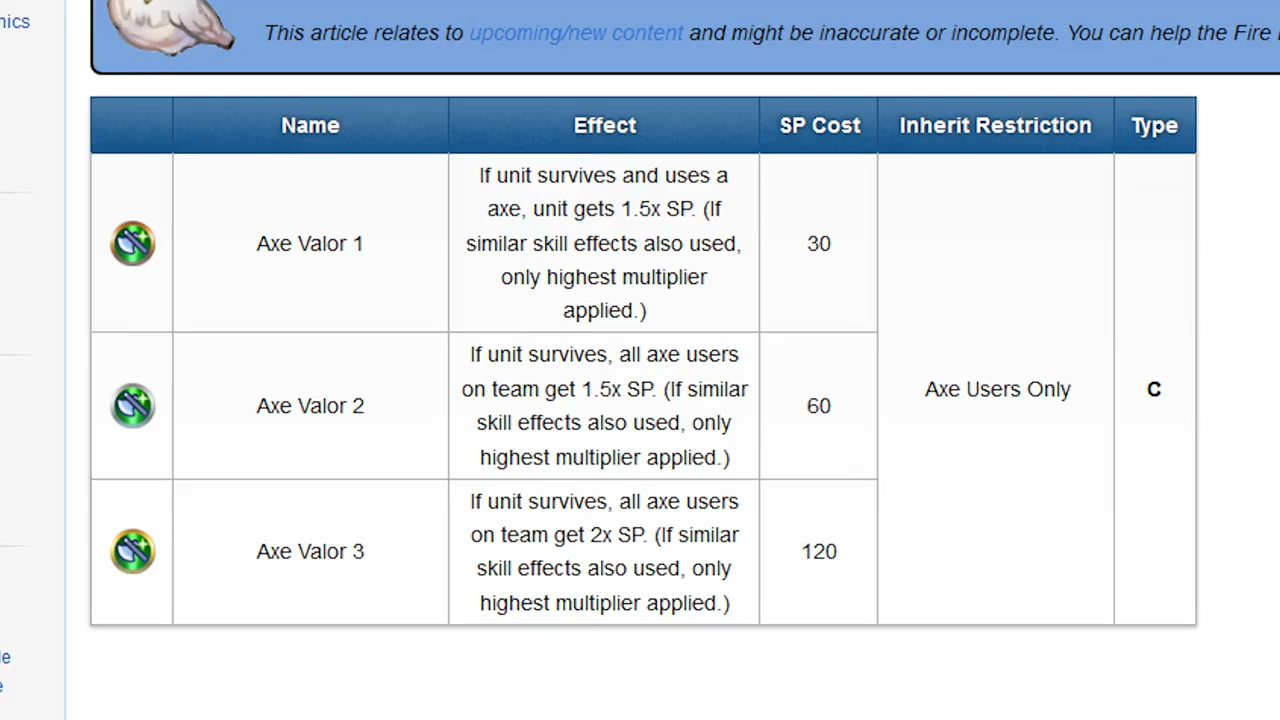 nics
This article relates to upcoming/new content and might be inaccurate or incomplete. You can help the Fire
Name Effect SP Cost Inherit Restriction Type
If unit survives and uses a
axe, unit gets 1.5x SP. (If
similar skill effects also used,
only highest multiplier
applied.)
Axe Valor 1
30
If unit survives, all axe users
on team get 1.5x SP. (If similar
skill effects also used, only
highest multiplier applied.)
Axe Valor 2
60
Axe Users Only
C
If unit survives, all axe users
on team get 2x SP. (If similar
skill effects also used, only
highest multiplier applied.)
Axe Valor 3
120
le
e